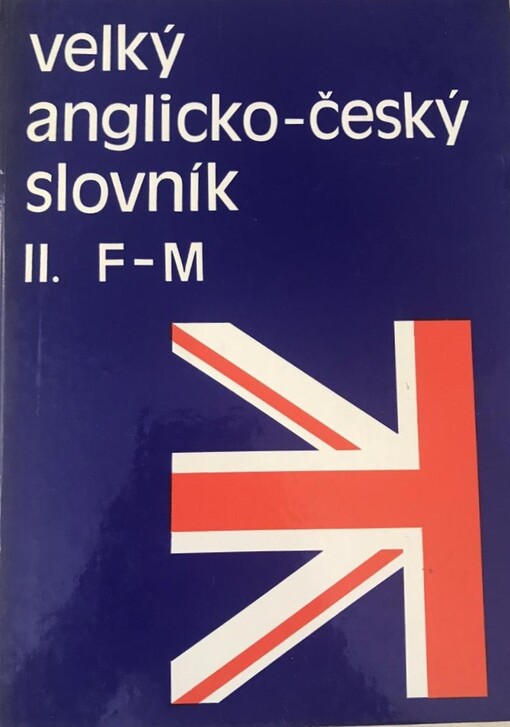 velký
anglicko-český
slovník
II. F-M